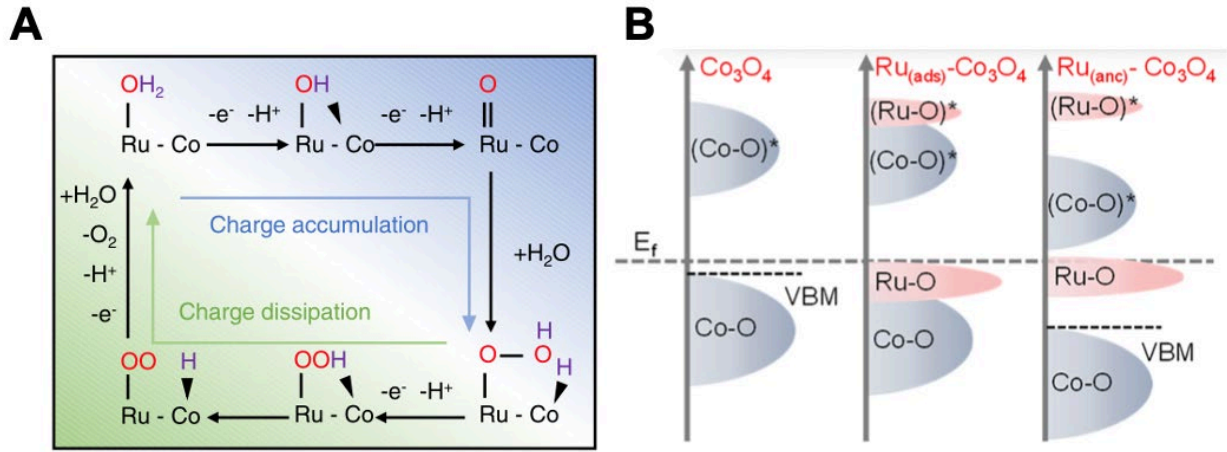 A
OH₂
OH
O
-e⁻ -H⁺
-e⁻ -H⁺
Ru - Co
Ru - Co
Ru - Co
+H₂O
-O₂
-H⁺
-e⁻
Charge accumulation
+H₂O
Charge dissipation
OO H
OOH
O — O
H
H
-e⁻ -H⁺
Ru - Co
Ru - Co
Ru - Co
B
Co₃O₄
(Co-O)*
E_f
VBM
Co-O
Ru₍ads₎-Co₃O₄
(Ru-O)*
(Co-O)*
Ru-O
Co-O
Ru₍anc₎- Co₃O₄
(Ru-O)*
(Co-O)*
Ru-O
VBM
Co-O